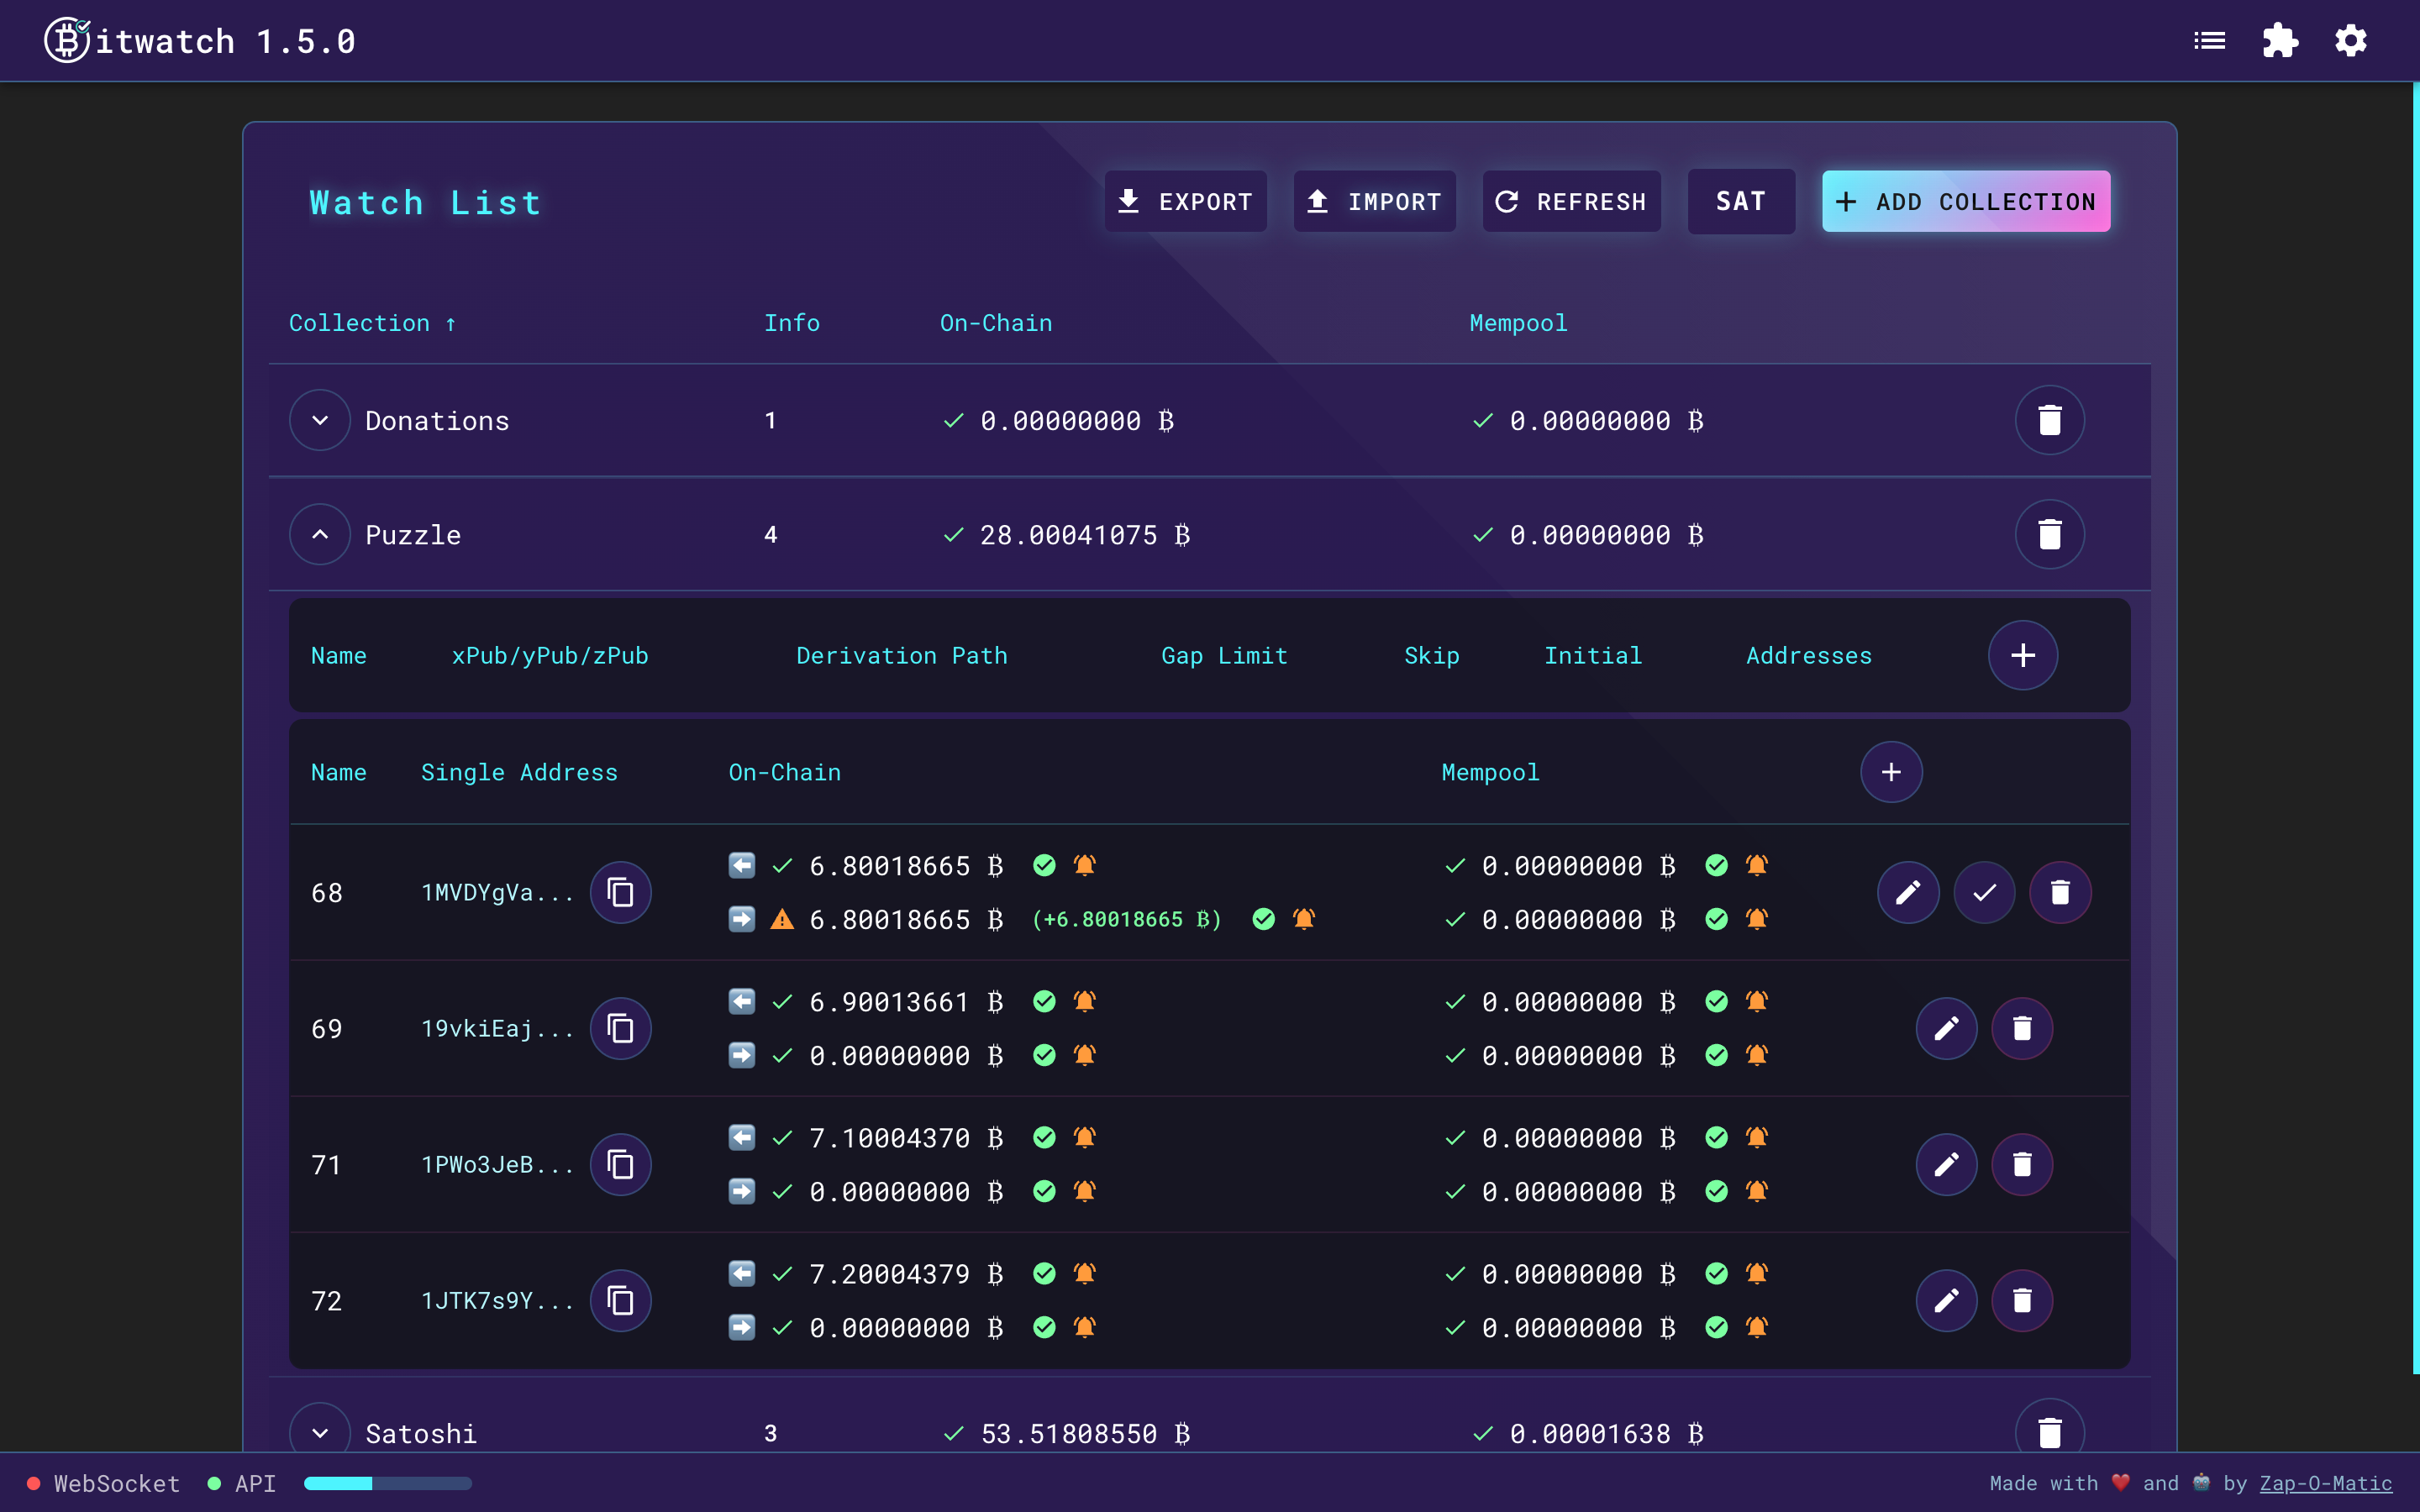 itwatch 1.5.0
Watch List
EXPORT
IMPORT
REFRESH
SAT
ADD COLLECTION
Collection ↑ Info On-Chain Mempool
Donations 1 0.00000000 ₿ 0.00000000 ₿
Puzzle 4 28.00041075 ₿ 0.00000000 ₿
Name xPub/yPub/zPub Derivation Path Gap Limit Skip Initial Addresses
Name Single Address On-Chain Mempool
68 1MVDYgVa...
6.80018665 ₿ 0.00000000 ₿
6.80018665 ₿ (+6.80018665 ₿) 0.00000000 ₿
69 19vkiEaj...
6.90013661 ₿ 0.00000000 ₿
0.00000000 ₿ 0.00000000 ₿
71 1PWo3JeB...
7.10004370 ₿ 0.00000000 ₿
0.00000000 ₿ 0.00000000 ₿
72 1JTK7s9Y...
7.20004379 ₿ 0.00000000 ₿
0.00000000 ₿ 0.00000000 ₿
Satoshi 3 53.51808550 ₿ 0.00001638 ₿
WebSocket API
Made with ❤️ and 🤖 by Zap-O-Matic